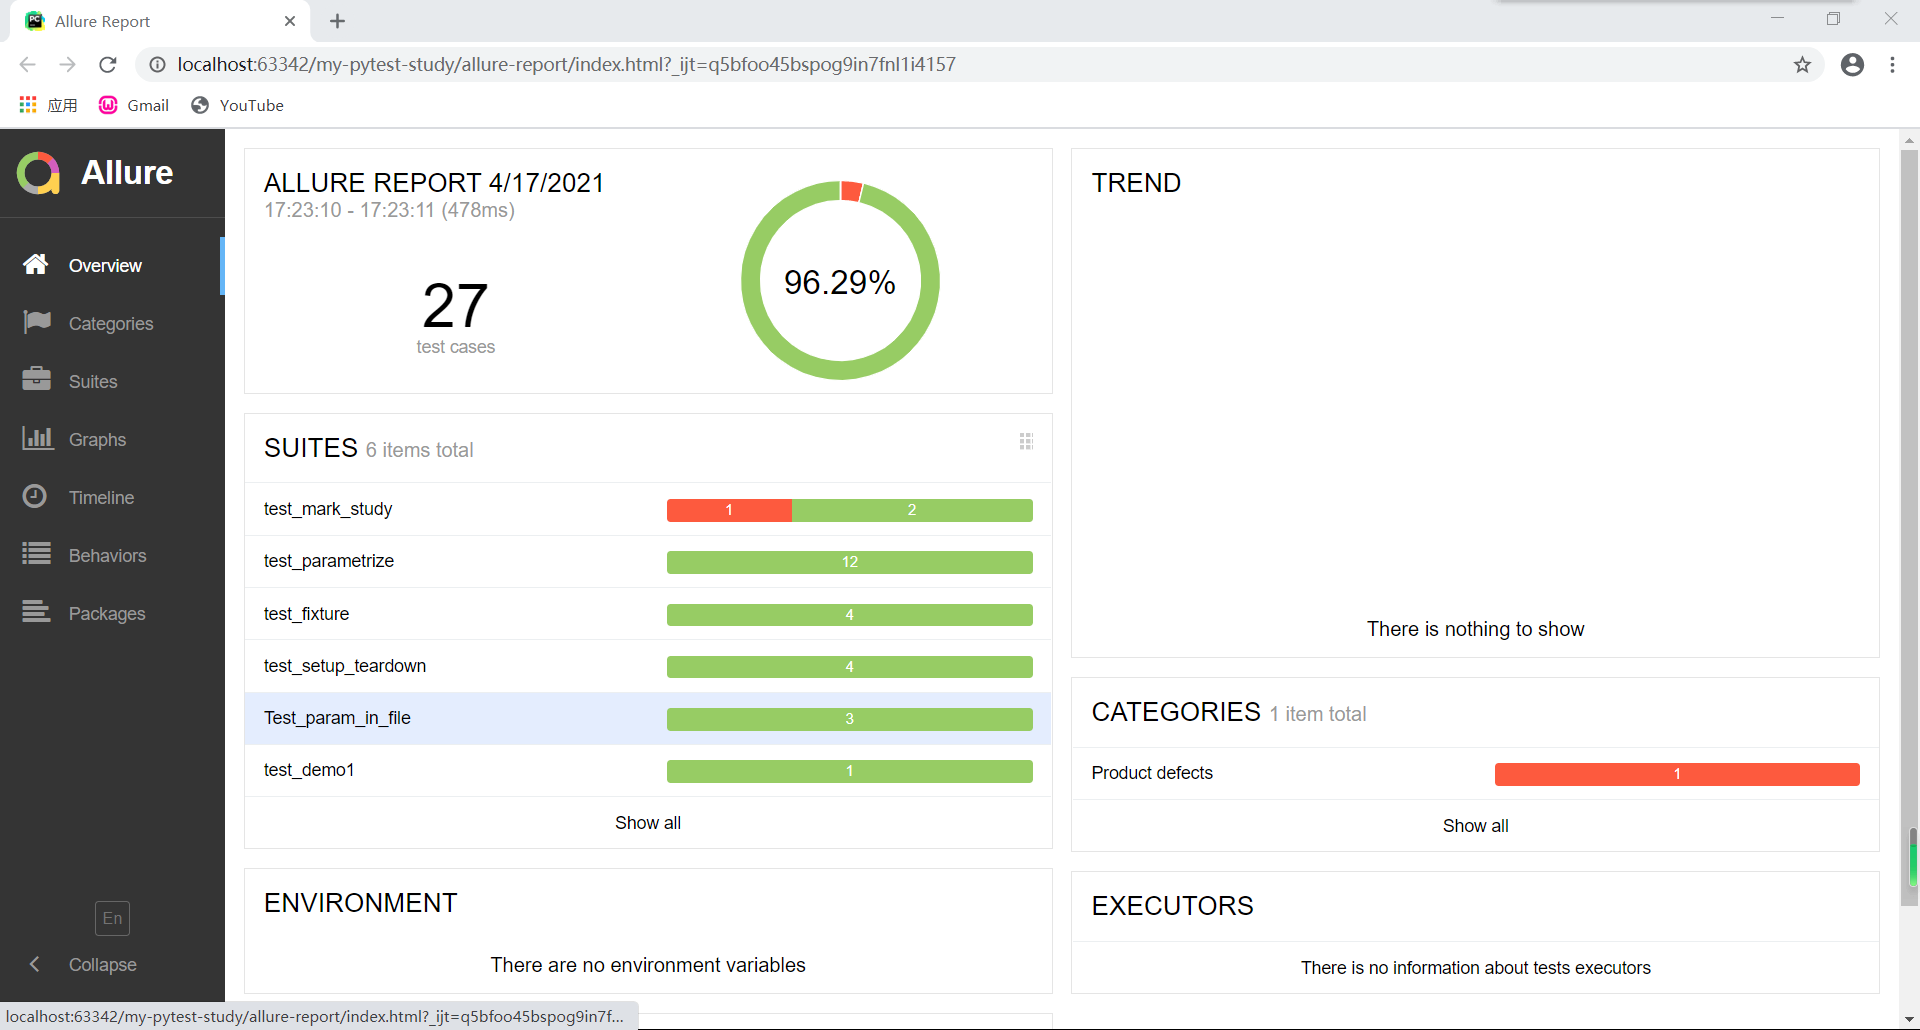 Allure Report
localhost:63342/my-pytest-study/allure-report/index.html?_ijt=q5bfoo45bspog9in7fnl1i4157
应用 Gmail YouTube
Allure
Overview
Categories
Suites
Graphs
Timeline
Behaviors
Packages
En
Collapse
ALLURE REPORT 4/17/2021
17:23:10 - 17:23:11 (478ms)
27
test cases
96.29%
SUITES 6 items total
test_mark_study 1 2
test_parametrize 12
test_fixture 4
test_setup_teardown 4
Test_param_in_file 3
test_demo1 1
Show all
ENVIRONMENT
There are no environment variables
TREND
There is nothing to show
CATEGORIES 1 item total
Product defects 1
Show all
EXECUTORS
There is no information about tests executors
localhost:63342/my-pytest-study/allure-report/index.html?_ijt=q5bfoo45bspog9in7f...